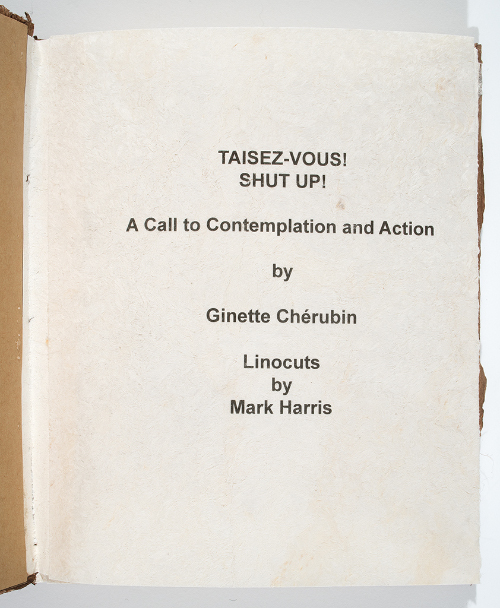 TAISEZ-VOUS!
SHUT UP!
A Call to Contemplation and Action
by
Ginette Chérubin
Linocuts
by
Mark Harris